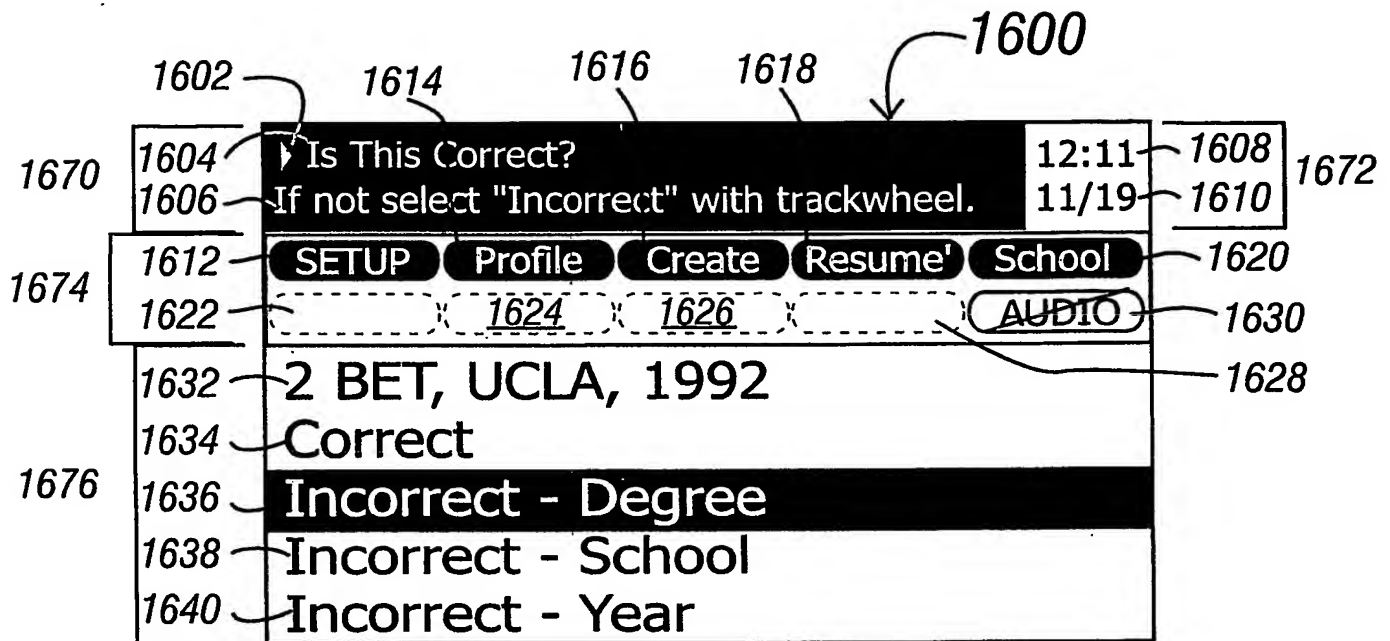 1600
1602 1614 1616 1618
1670 1604 Is This Correct? 12:11 1608 1672
1606 If not select "Incorrect" with trackwheel. 11/19 1610
1674 1612 SETUP Profile Create Resume' School 1620
1622 1624 1626 AUDIO 1630
1632 2 BET, UCLA, 1992 1628
1634 Correct
1676 1636 Incorrect - Degree
1638 Incorrect - School
1640 Incorrect - Year